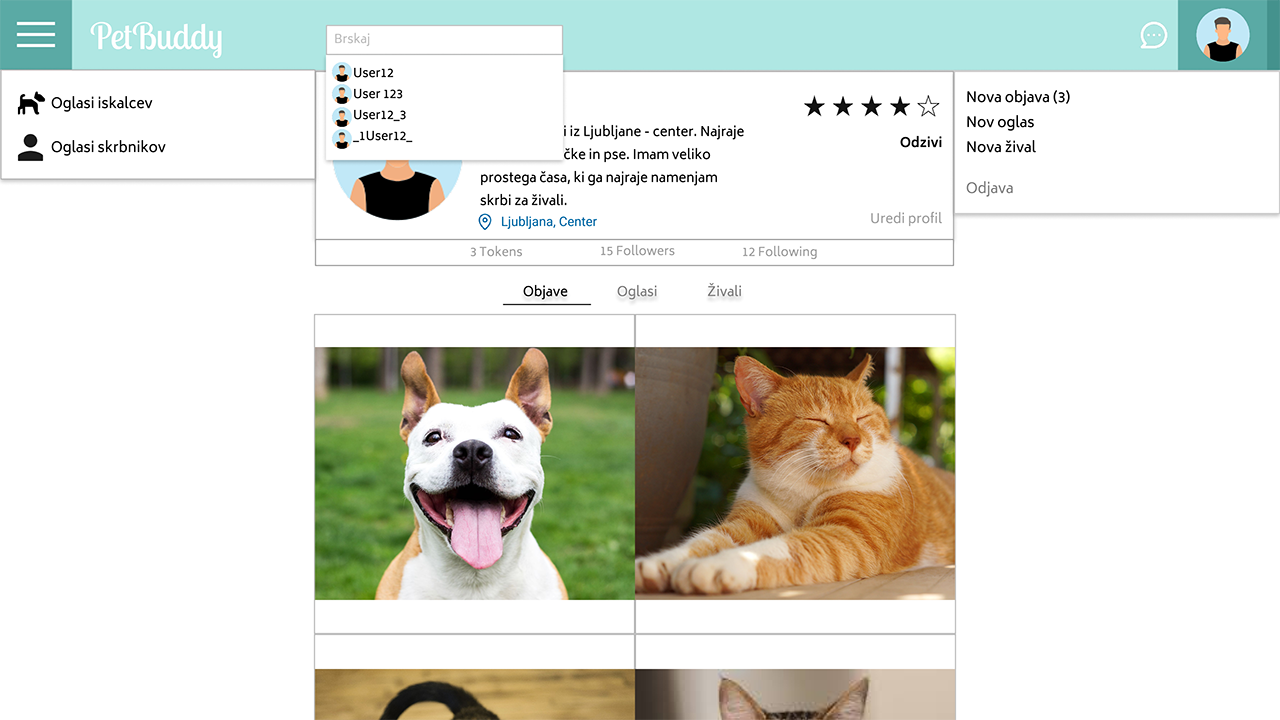 PetBuddy
Brskaj
User12
User 123
User12_3
_1User12_
Oglasi iskalcev
Oglasi skrbnikov
i iz Ljubljane - center. Najraje
čke in pse. Imam veliko
prostega časa, ki ga najraje namenjam
skrbi za živali.
Ljubljana, Center
Odzivi
Uredi profil
Nova objava (3)
Nov oglas
Nova žival
Odjava
3 Tokens
15 Followers
12 Following
Objave
Oglasi
Živali